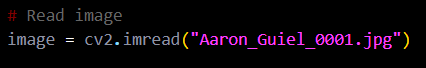 # Read image
image = cv2.imread("Aaron_Guiel_0001.jpg")